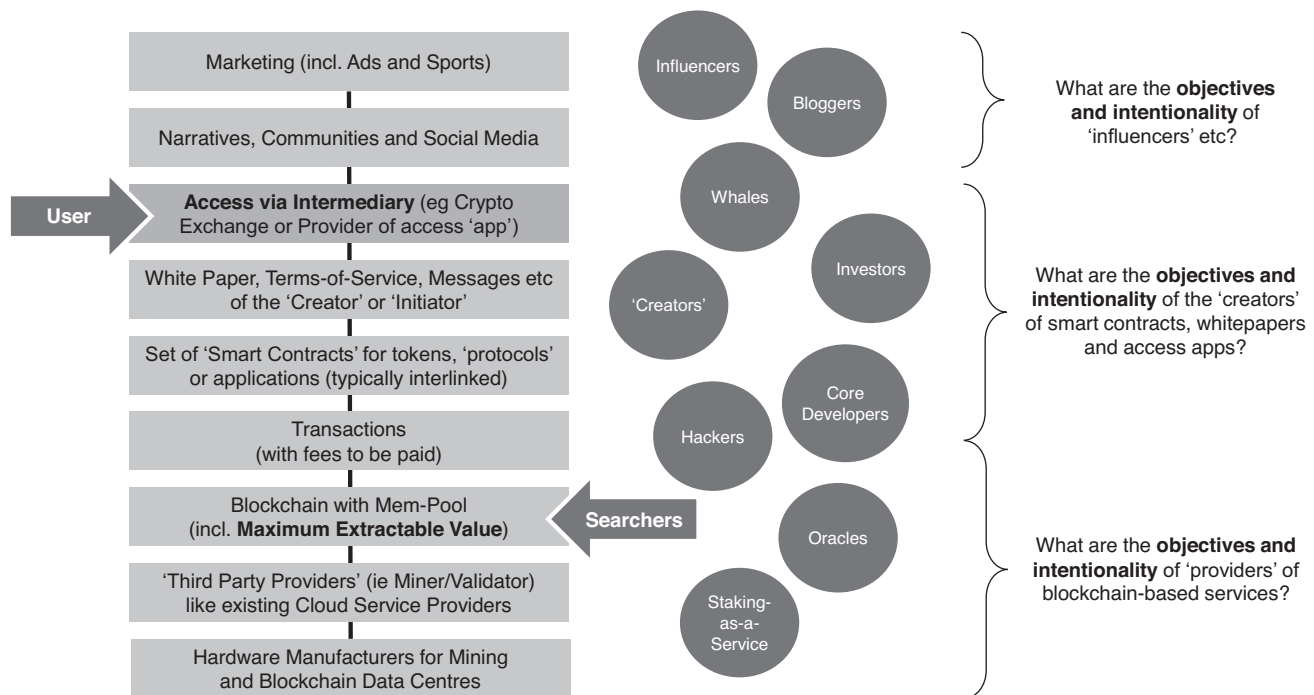 Marketing (incl. Ads and Sports)
Narratives, Communities and Social Media
User
Access via Intermediary (eg Crypto
Exchange or Provider of access ‘app’)
White Paper, Terms-of-Service, Messages etc
of the ‘Creator’ or ‘Initiator’
Set of ‘Smart Contracts’ for tokens, ‘protocols’
or applications (typically interlinked)
Transactions
(with fees to be paid)
Blockchain with Mem-Pool
(incl. Maximum Extractable Value)
Searchers
‘Third Party Providers’ (ie Miner/Validator)
like existing Cloud Service Providers
Hardware Manufacturers for Mining
and Blockchain Data Centres
Influencers
Bloggers
Whales
Investors
‘Creators’
Core
Developers
Hackers
Oracles
Staking-
as-a-
Service
What are the objectives
and intentionality of
‘influencers’ etc?
What are the objectives and
intentionality of the ‘creators’
of smart contracts, whitepapers
and access apps?
What are the objectives and
intentionality of ‘providers’ of
blockchain-based services?